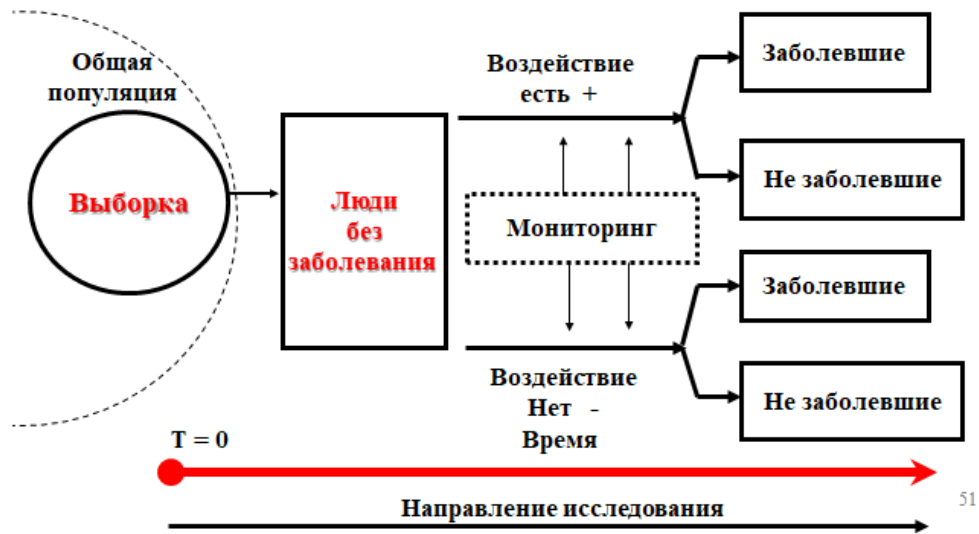 Общая
популяция
Выборка
Люди
без
заболевания
Воздействие
есть +
Мониторинг
Воздействие
Нет -
Время
Заболевшие
Не заболевшие
Заболевшие
Не заболевшие
T = 0
Направление исследования
51